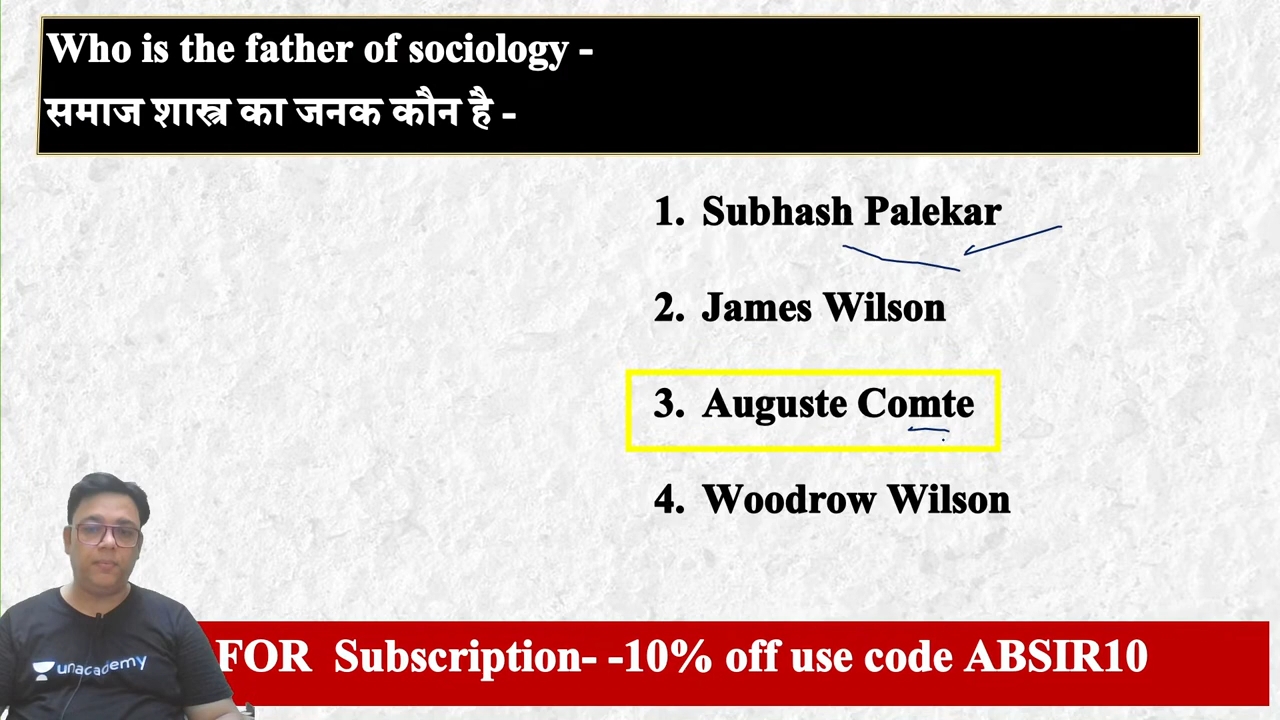 Who is the father of sociology -
समाज शास्त्र का जनक कौन है -
1. Subhash Palekar
2. James Wilson
3. Auguste Comte
4. Woodrow Wilson
unacademy
FOR Subscription- -10% off use code ABSIR10